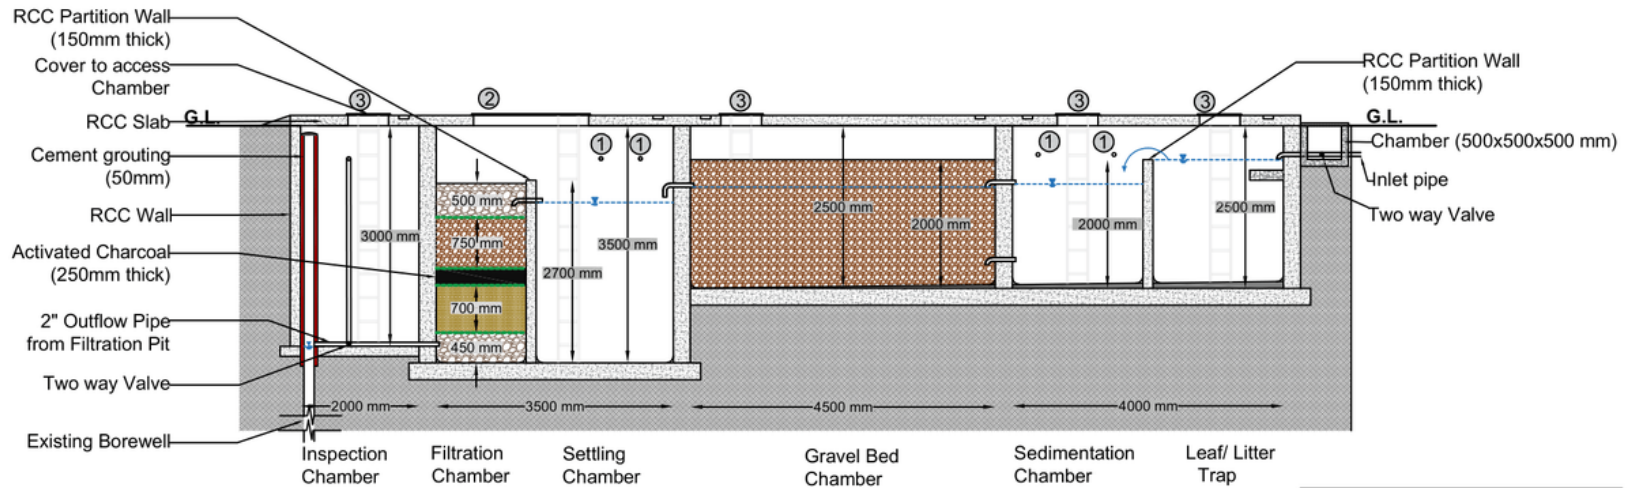 RCC Partition Wall
(150mm thick)
Cover to access
Chamber
RCC Slab
Cement grouting
(50mm)
RCC Wall
Activated Charcoal
(250mm thick)
2" Outflow Pipe
from Filtration Pit
Two way Valve
Existing Borewell
G.L.
3
2
3
3
3
1 1
1
1
500 mm
750 mm
700 mm
450 mm
3000 mm
2700 mm
3500 mm
2500 mm
2000 mm
2000 mm
2500 mm
2000 mm
3500 mm
4500 mm
4000 mm
RCC Partition Wall
(150mm thick)
G.L.
Chamber (500x500x500 mm)
Inlet pipe
Two way Valve
Inspection
Chamber
Filtration
Chamber
Settling
Chamber
Gravel Bed
Chamber
Sedimentation
Chamber
Leaf/ Litter
Trap